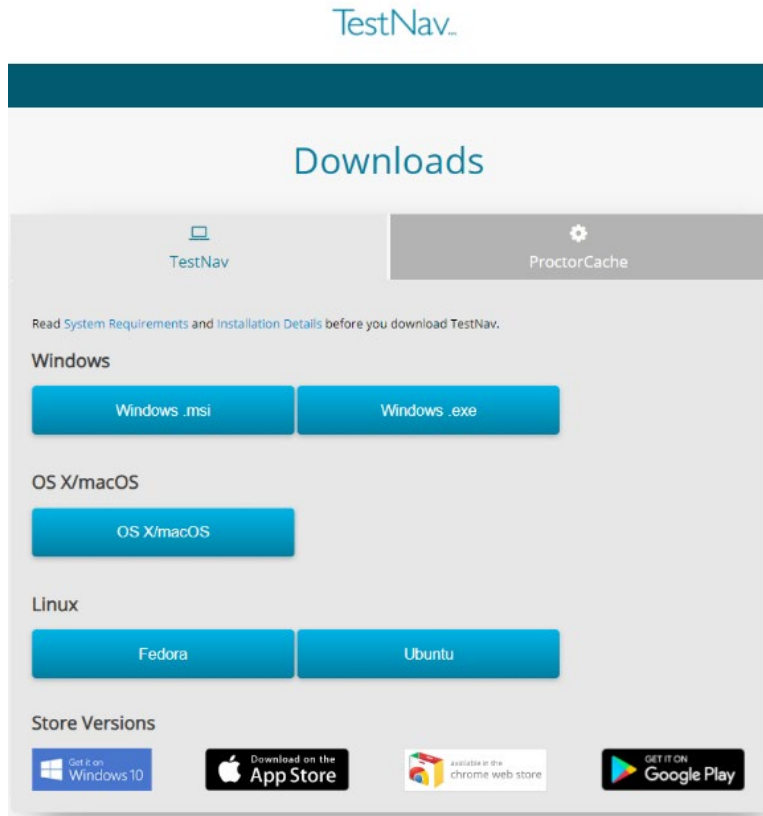 TestNav
Downloads
TestNav
ProctorCache
Read System Requirements and Installation Details before you download TestNav.
Windows
Windows .msi
Windows .exe
OS X/macOS
OS X/macOS
Linux
Fedora
Ubuntu
Store Versions
Get it on
Windows 10
Download on the
App Store
available in the
chrome web store
GET IT ON
Google Play